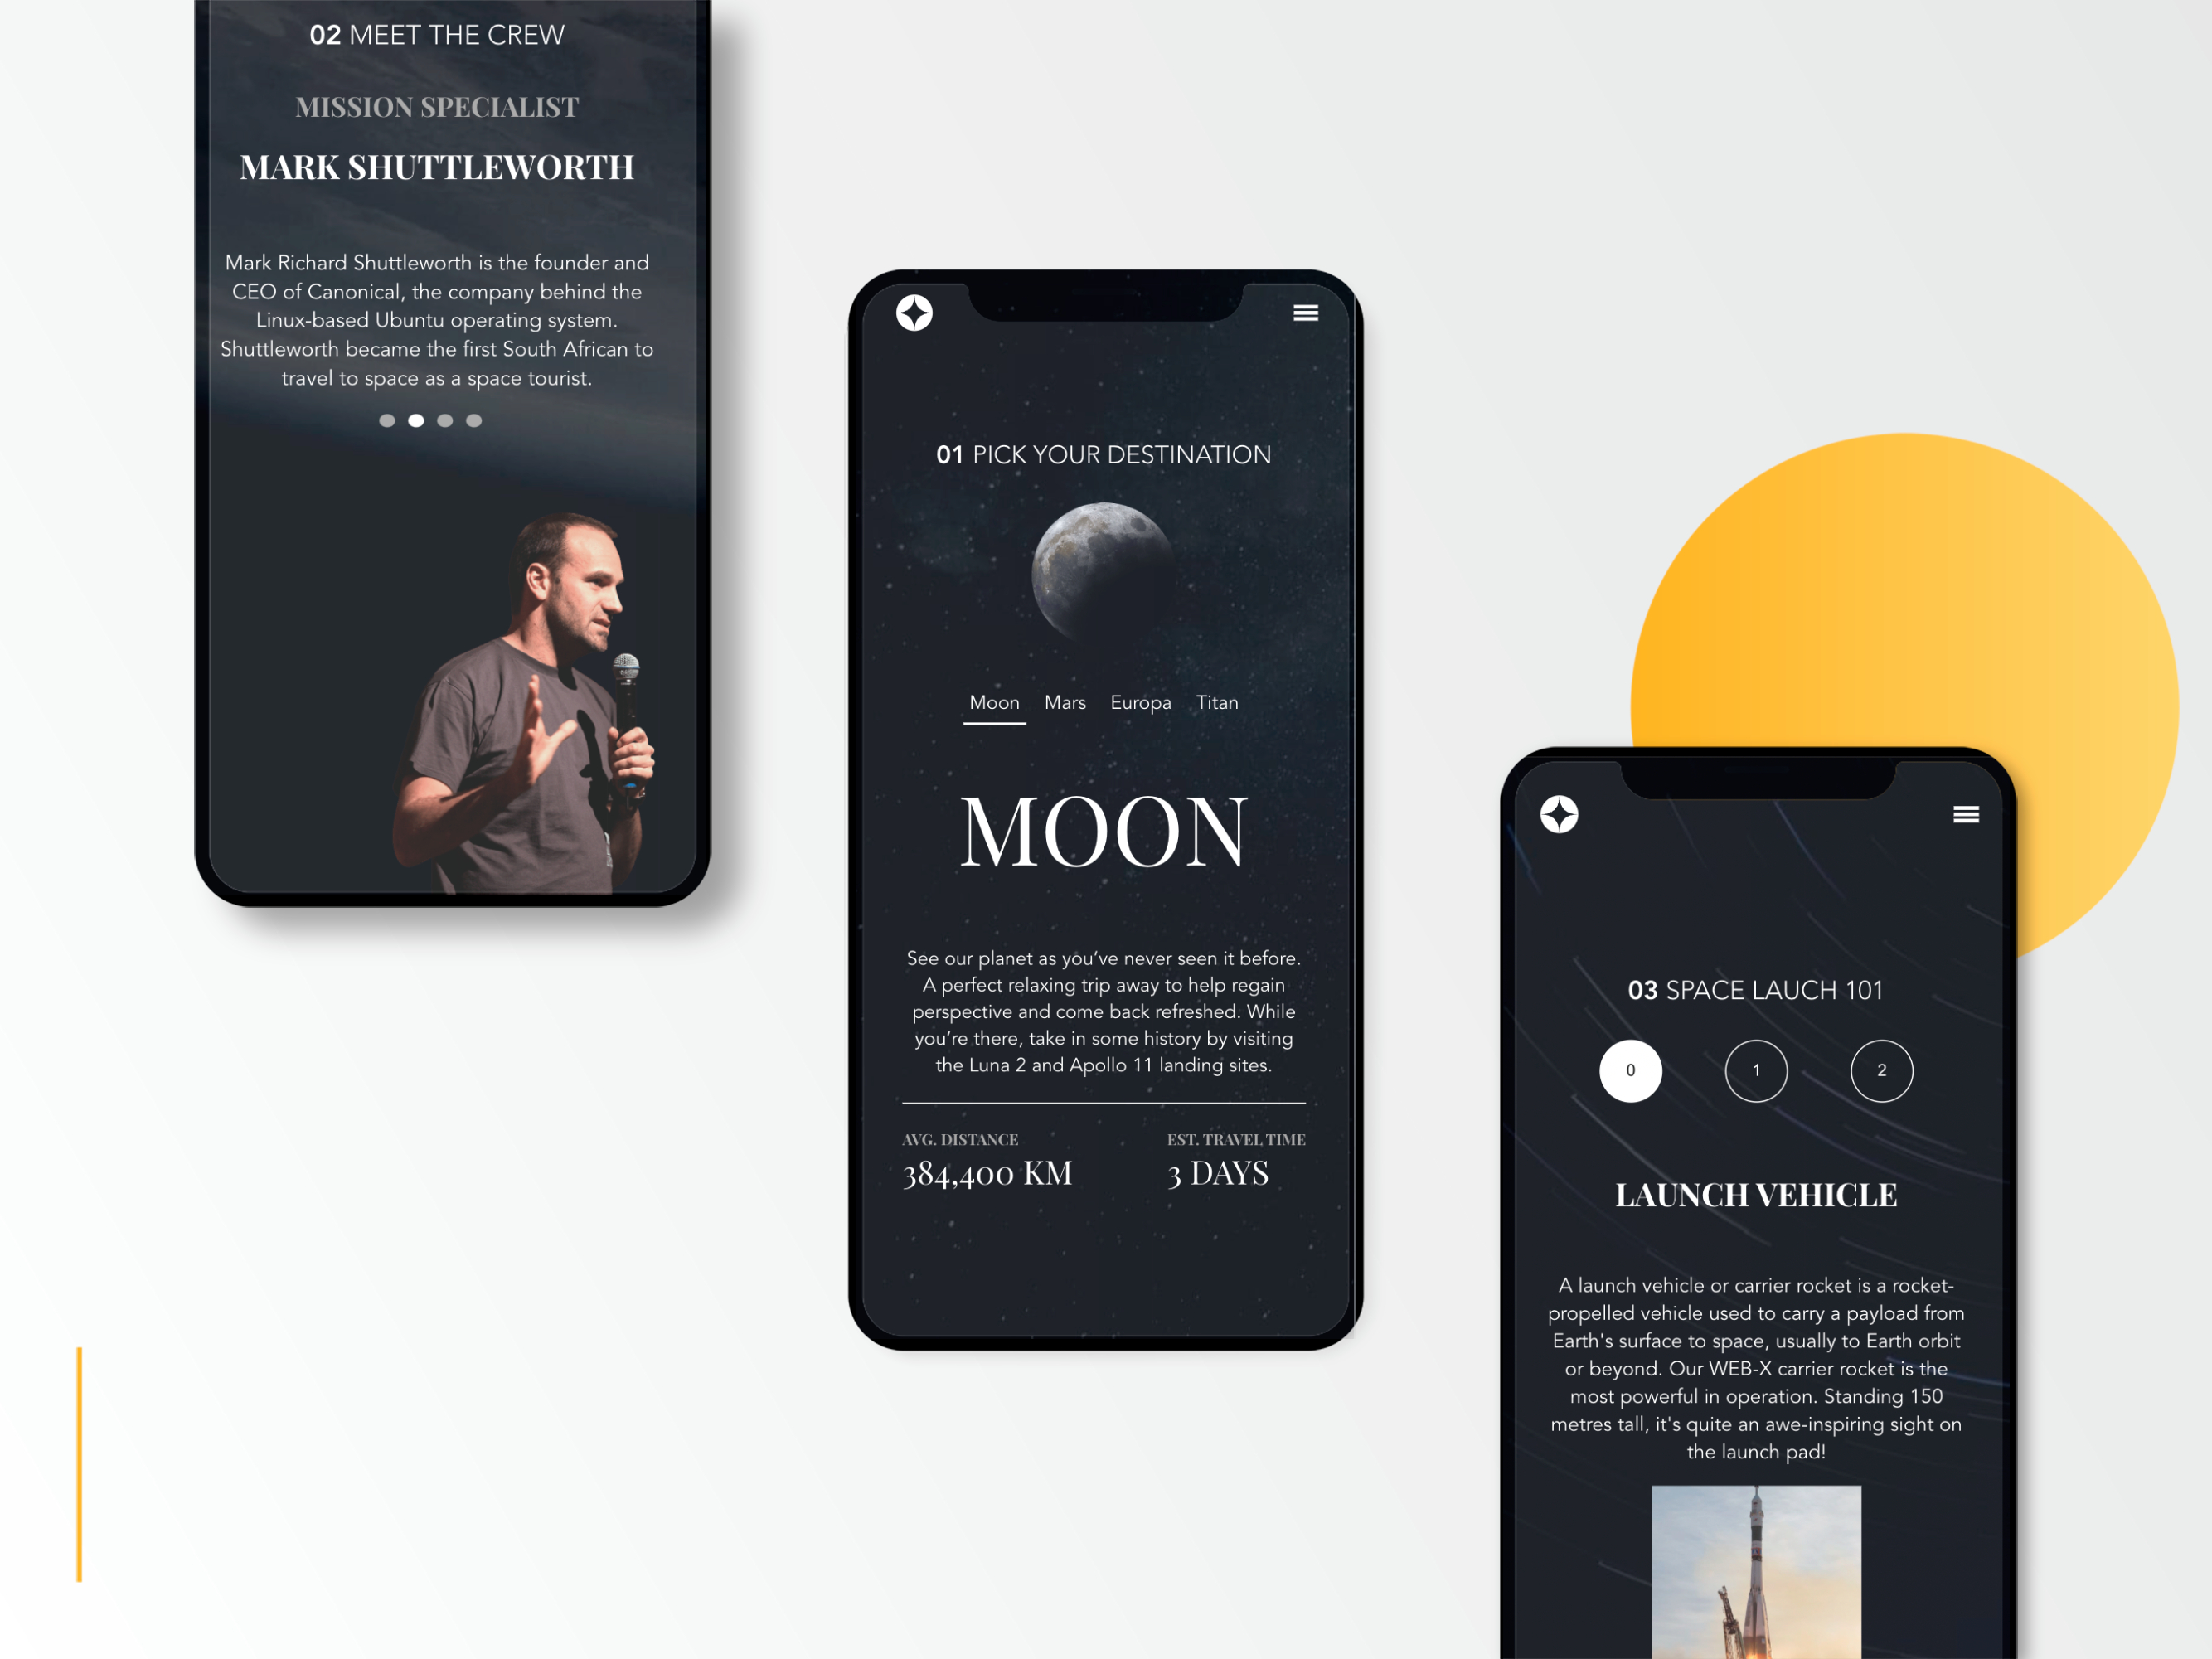 02 MEET THE CREW
MISSION SPECIALIST
MARK SHUTTLEWORTH
Mark Richard Shuttleworth is the founder and
CEO of Canonical, the company behind the
Linux-based Ubuntu operating system.
Shuttleworth became the first South African to
travel to space as a space tourist.
01 PICK YOUR DESTINATION
Moon Mars Europa Titan
MOON
See our planet as you’ve never seen it before.
A perfect relaxing trip away to help regain
perspective and come back refreshed. While
you’re there, take in some history by visiting
the Luna 2 and Apollo 11 landing sites.
AVG. DISTANCE
384,400 KM
EST. TRAVEL TIME
3 DAYS
03 SPACE LAUCH 101
0 1 2
LAUNCH VEHICLE
A launch vehicle or carrier rocket is a rocket-
propelled vehicle used to carry a payload from
Earth's surface to space, usually to Earth orbit
or beyond. Our WEB-X carrier rocket is the
most powerful in operation. Standing 150
metres tall, it's quite an awe-inspiring sight on
the launch pad!